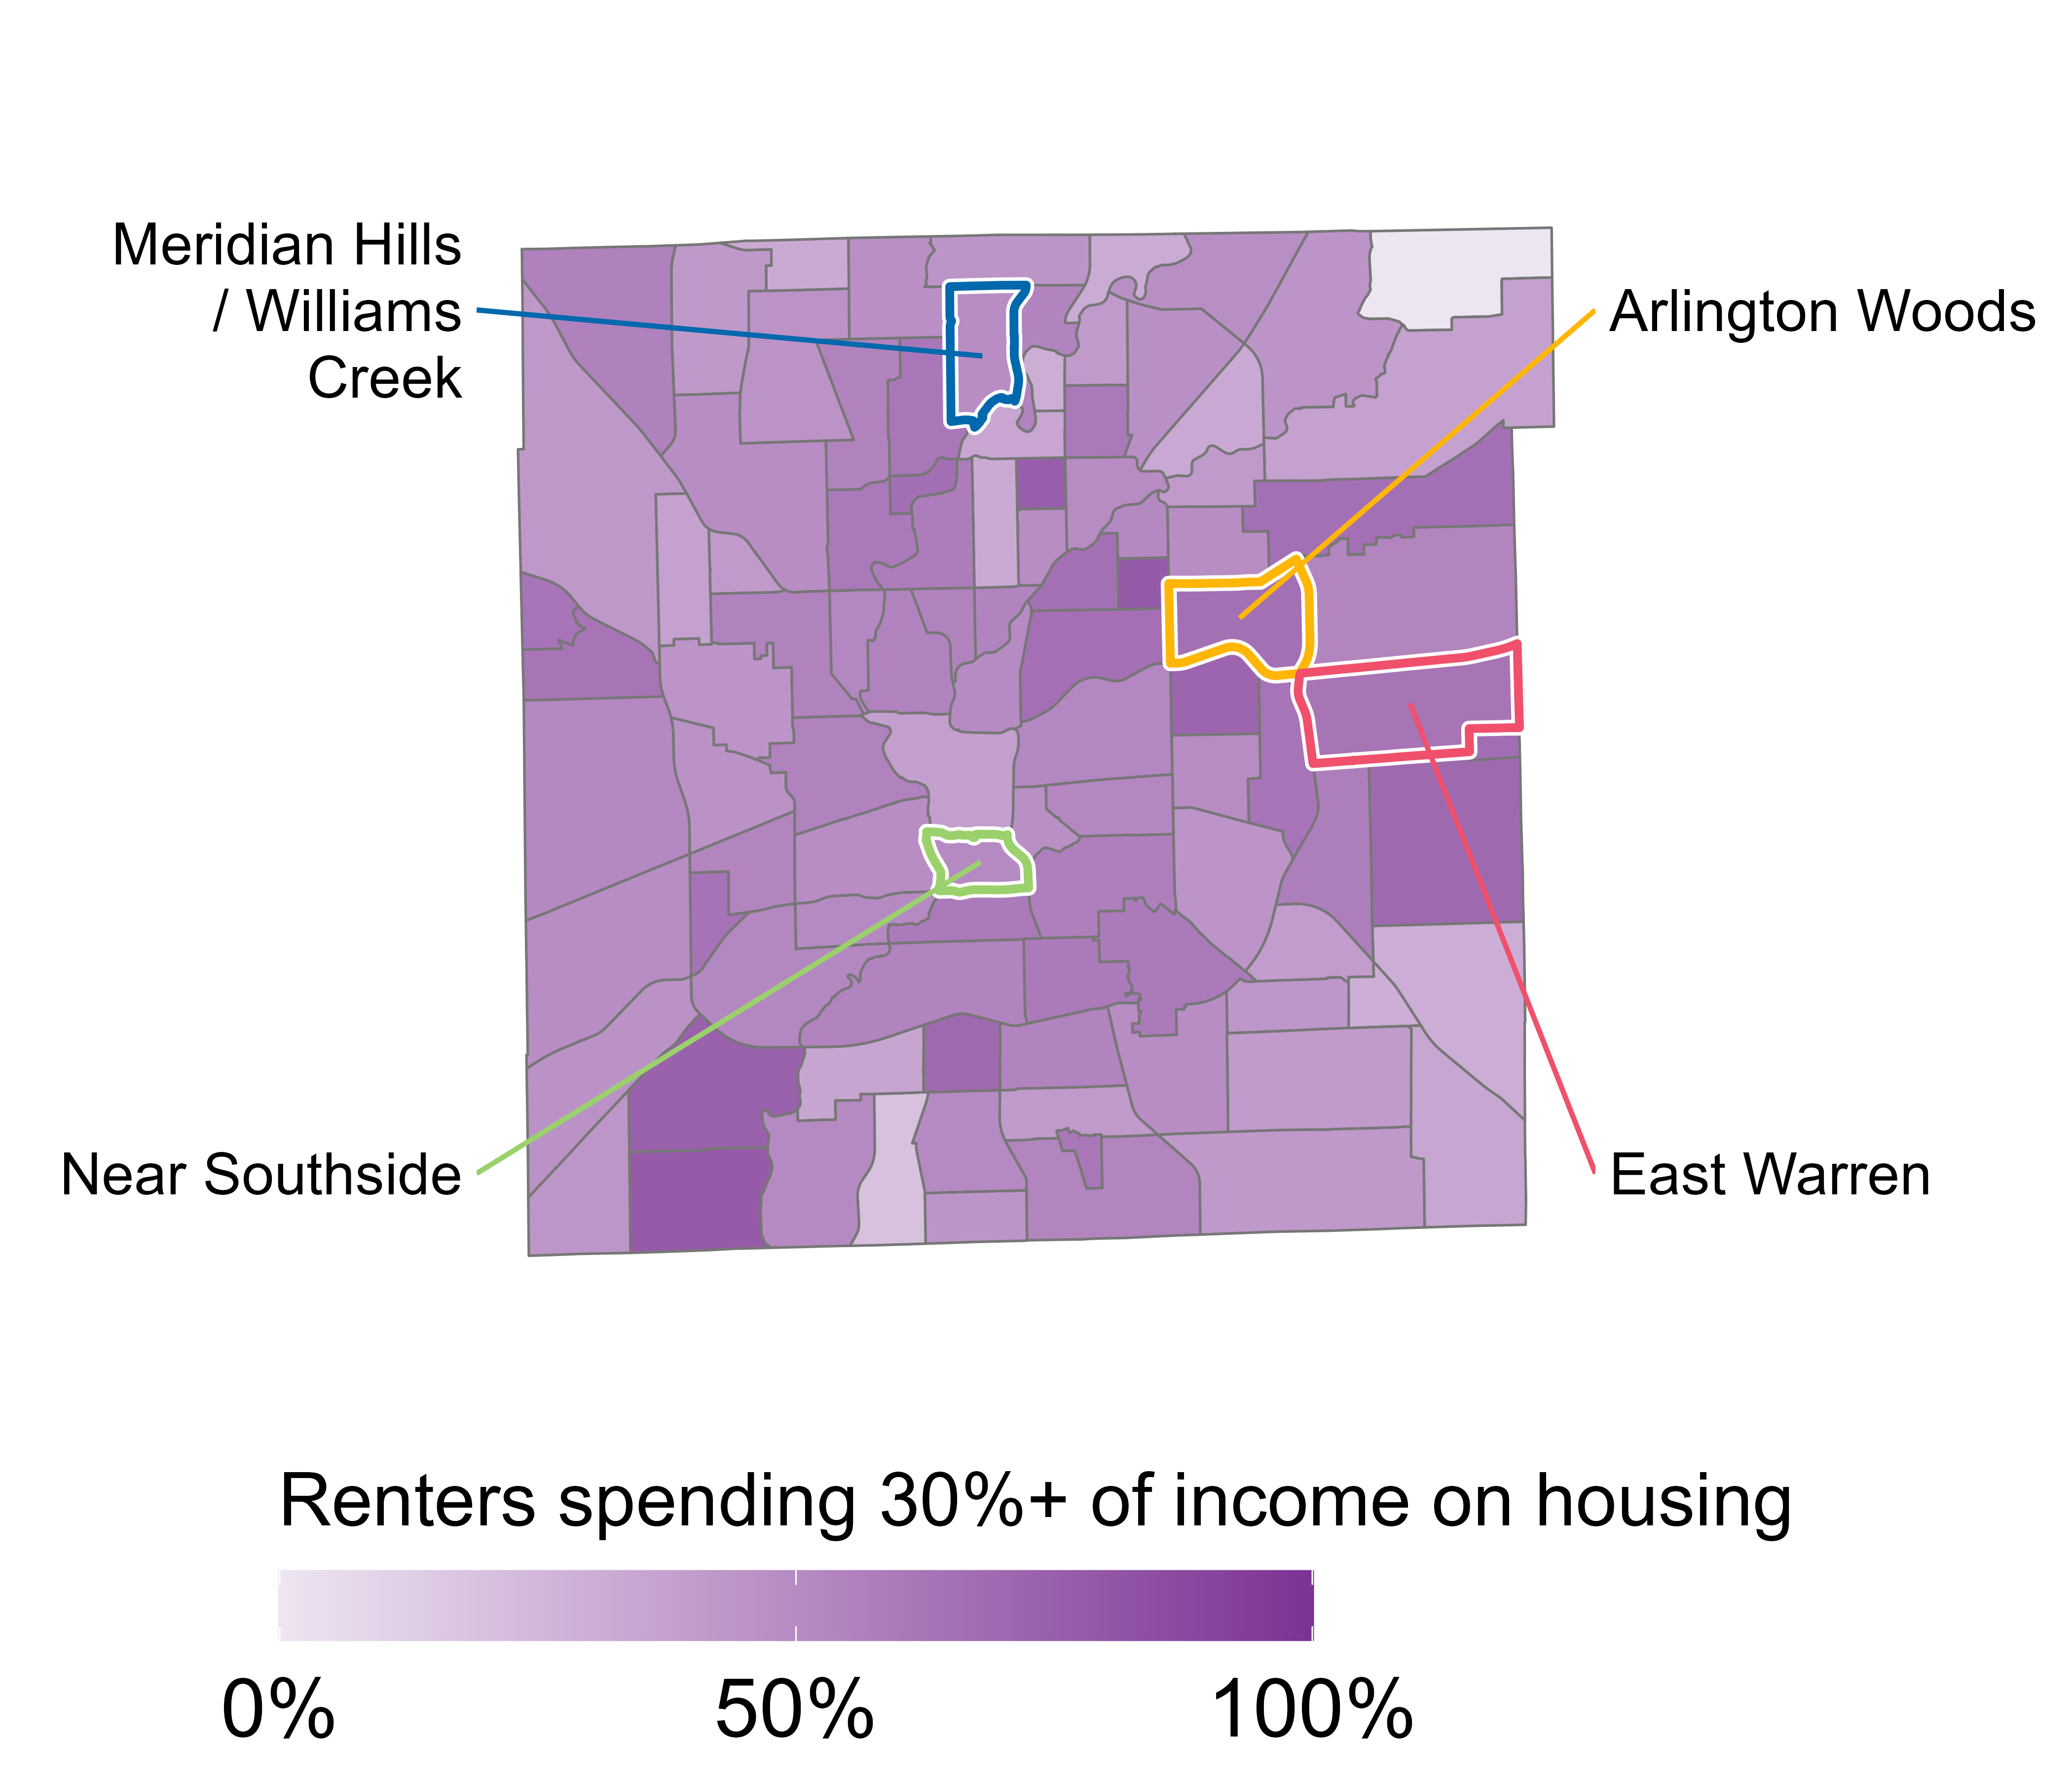 Meridian Hills
/ Williams
Creek
Arlington Woods
Near Southside
East Warren
Renters spending 30%+ of income on housing
0%
50%
100%